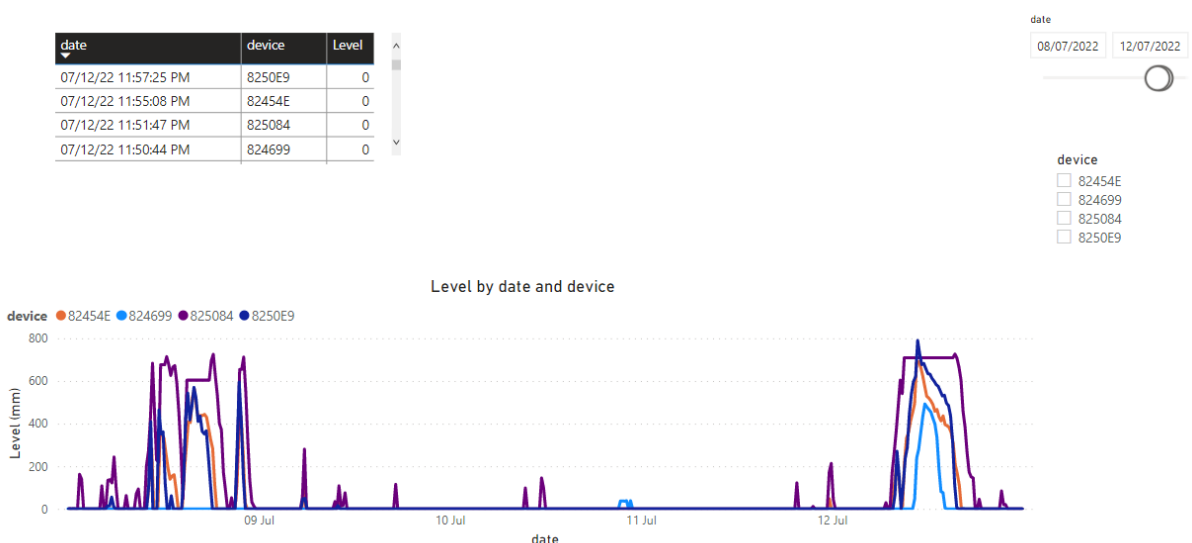 date
08/07/2022 12/07/2022
date device Level
07/12/22 11:57:25 PM 8250E9 0
07/12/22 11:55:08 PM 82454E 0
07/12/22 11:51:47 PM 825084 0
07/12/22 11:50:44 PM 824699 0
device
82454E
824699
825084
8250E9
Level by date and device
device 82454E 824699 825084 8250E9
Level (mm)
800
600
400
200
0
09 Jul 10 Jul 11 Jul 12 Jul
date